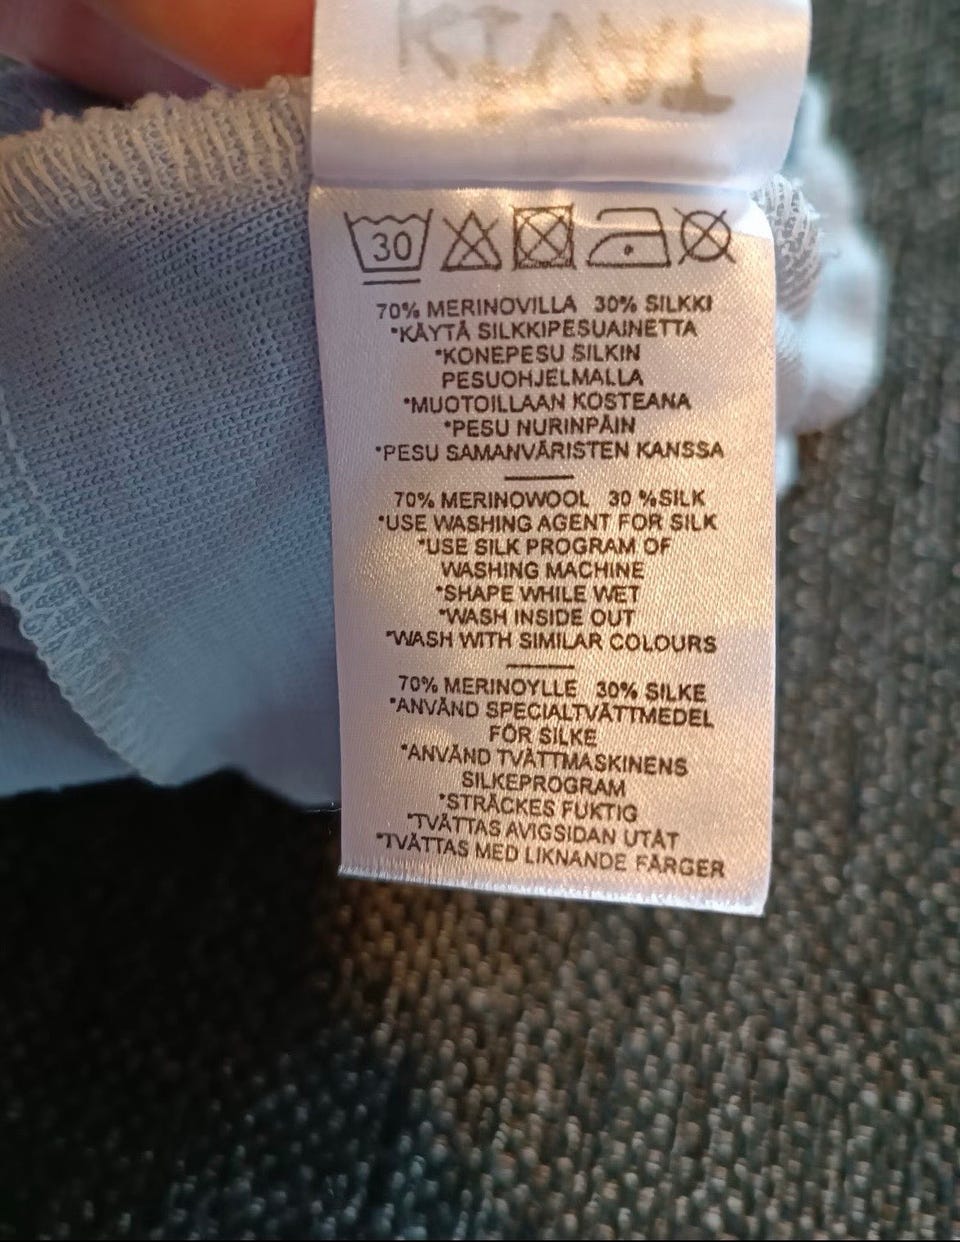 30
70% MERINOVILLA 30% SILKKI
*KÄYTÄ SILKKIPESUAINETTA
*KONEPESU SILKIN
PESUOHJELMALLA
*MUOTOILLAAN KOSTEANA
*PESU NURINPÄIN
*PESU SAMANVÄRISTEN KANSSA
70% MERINOWOOL 30 %SILK
*USE WASHING AGENT FOR SILK
*USE SILK PROGRAM OF
WASHING MACHINE
*SHAPE WHILE WET
*WASH INSIDE OUT
*WASH WITH SIMILAR COLOURS
70% MERINOYLLE 30% SILKE
*ANVÄND SPECIALTVÄTTMEDEL
FÖR SILKE
*ANVÄND TVÄTTMASKINENS
SILKEPROGRAM
*STRÄCKES FUKTIG
*TVÄTTAS AVIGSIDAN UTÅT
*TVÄTTAS MED LIKNANDE FÄRGER